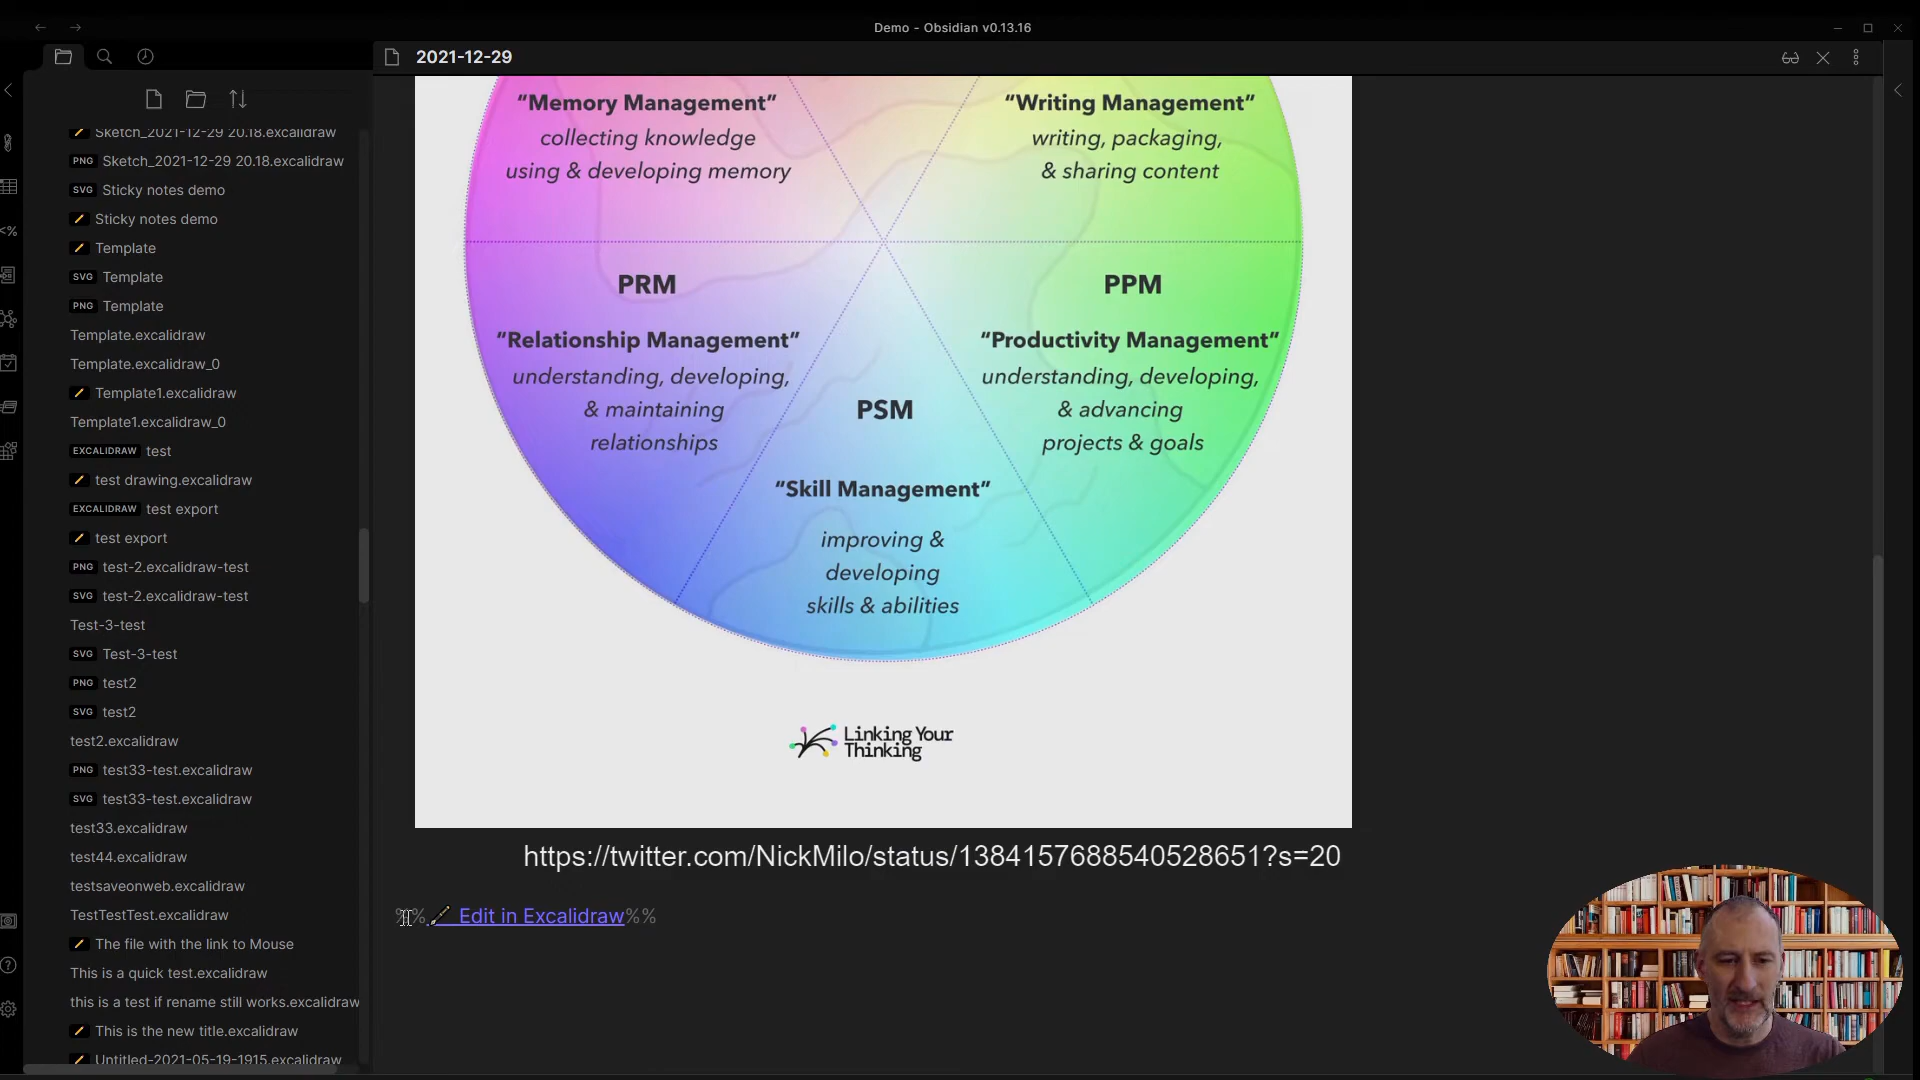 Demo - Obsidian v0.13.16
2021-12-29
Sketch_2021-12-29 20.18.excalidraw
PNG Sketch_2021-12-29 20.18.excalidraw
SVG Sticky notes demo
Sticky notes demo
Template
SVG Template
PNG Template
Template.excalidraw
Template.excalidraw_0
Template1.excalidraw
Template1.excalidraw_0
EXCALIDRAW test
test drawing.excalidraw
EXCALIDRAW test export
test export
PNG test-2.excalidraw-test
SVG test-2.excalidraw-test
Test-3-test
SVG Test-3-test
PNG test2
SVG test2
test2.excalidraw
PNG test33-test.excalidraw
SVG test33-test.excalidraw
test33.excalidraw
test44.excalidraw
testsaveonweb.excalidraw
TestTestTest.excalidraw
The file with the link to Mouse
This is a quick test.excalidraw
this is a test if rename still works.excalidraw
This is the new title.excalidraw
Untitled-2021-05-19-1915.excalidraw
“Memory Management”
collecting knowledge
using & developing memory
“Writing Management”
writing, packaging,
& sharing content
PRM
“Relationship Management”
understanding, developing,
& maintaining
relationships
PPM
“Productivity Management”
understanding, developing,
& advancing
projects & goals
PSM
“Skill Management”
improving &
developing
skills & abilities
Linking Your
Thinking
https://twitter.com/NickMilo/status/1384157688540528651?s=20
%% Edit in Excalidraw%%